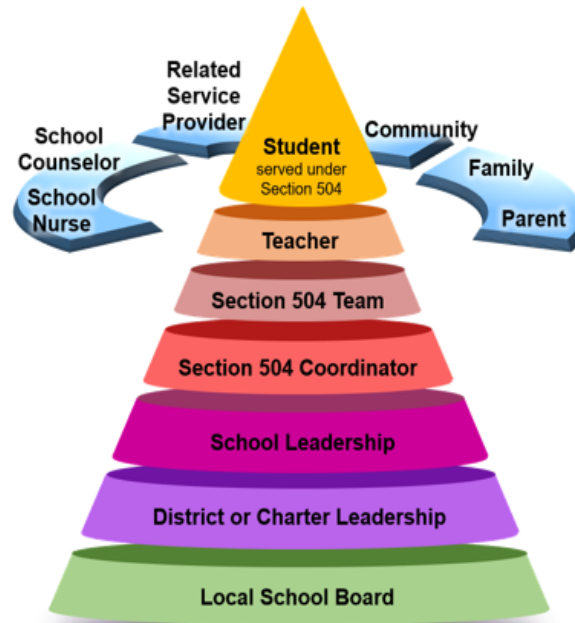 Related
Service
Provider
School
Counselor
School
Nurse
Student
served under
Section 504
Community
Family
Parent
Teacher
Section 504 Team
Section 504 Coordinator
School Leadership
District or Charter Leadership
Local School Board